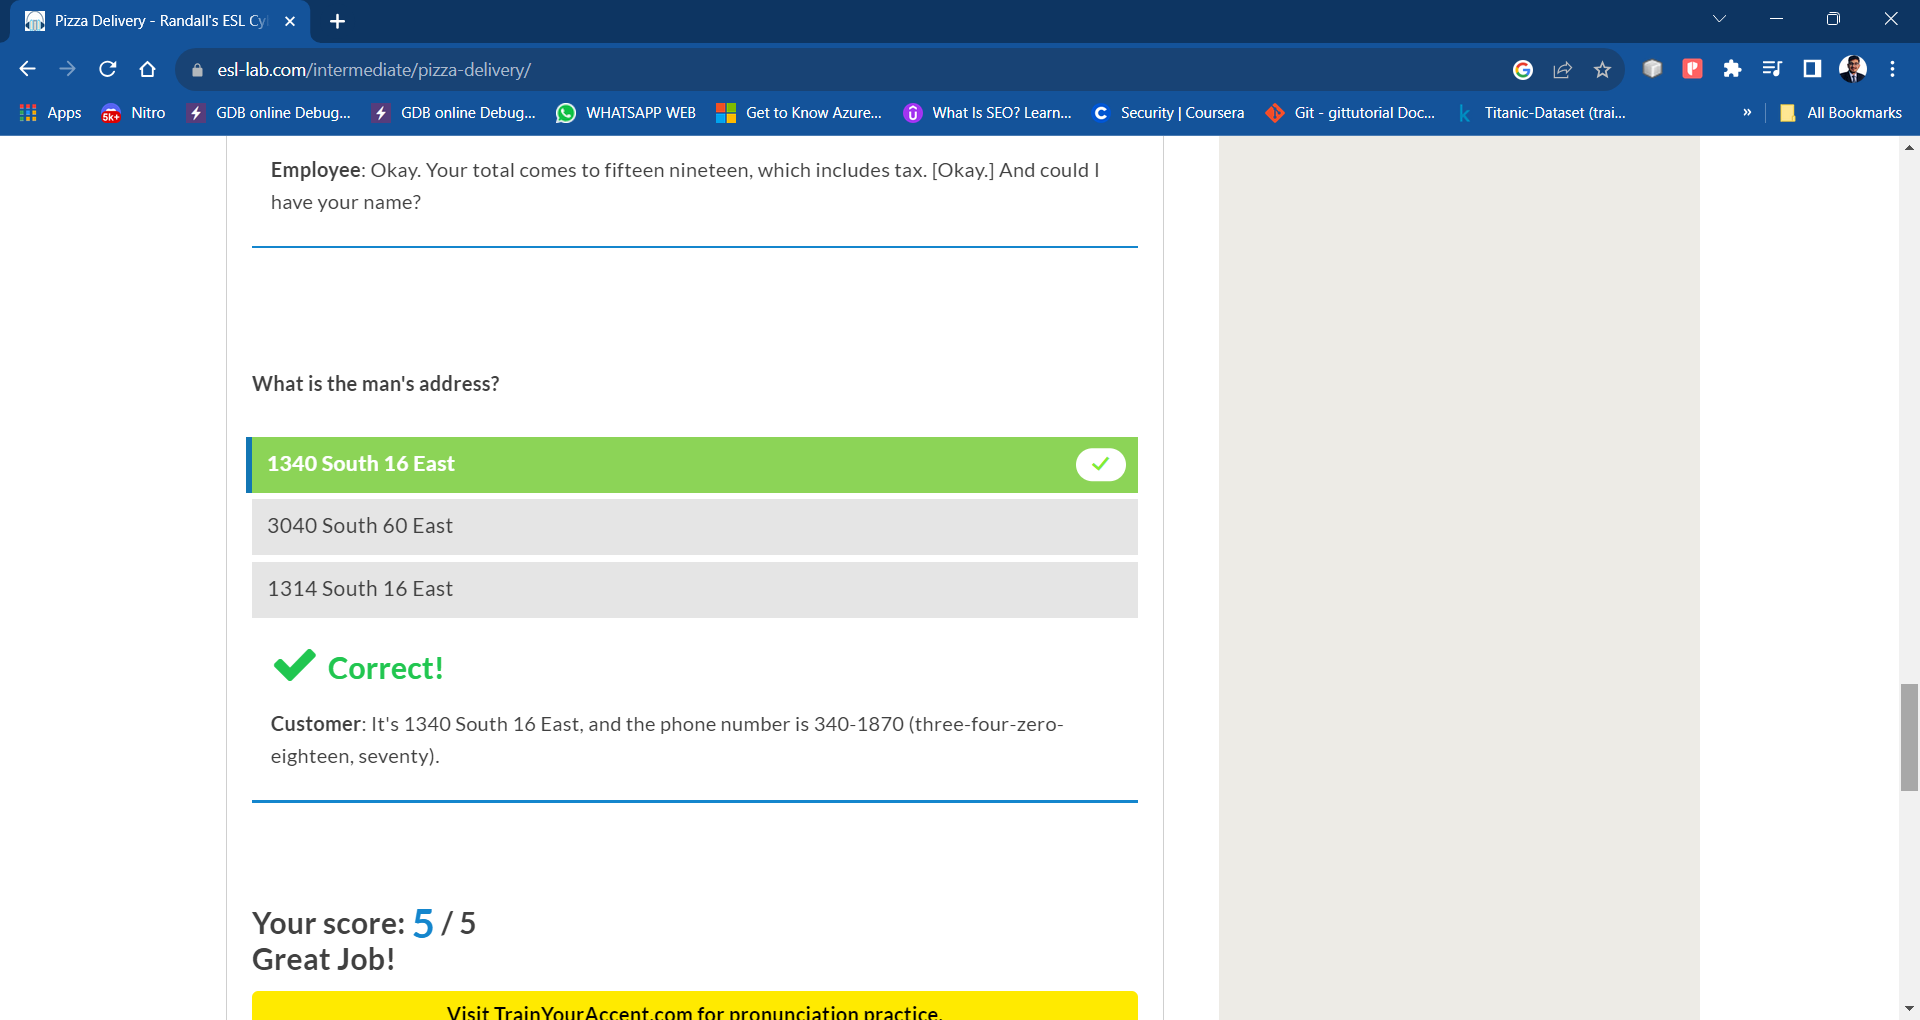 Pizza Delivery - Randall's ESL Cy
esl-lab.com/intermediate/pizza-delivery/
Apps
5k+
Nitro
GDB online Debug...
GDB online Debug...
WHATSAPP WEB
Get to Know Azure...
What Is SEO? Learn...
Security | Coursera
Git - gittutorial Doc...
Titanic-Dataset (trai...
»
All Bookmarks
Employee: Okay. Your total comes to fifteen nineteen, which includes tax. [Okay.] And could I
have your name?
What is the man's address?
1340 South 16 East
3040 South 60 East
1314 South 16 East
Correct!
Customer: It's 1340 South 16 East, and the phone number is 340-1870 (three-four-zero-
eighteen, seventy).
Your score: 5 / 5
Great Job!
Visit TrainYourAccent.com for pronunciation practice.